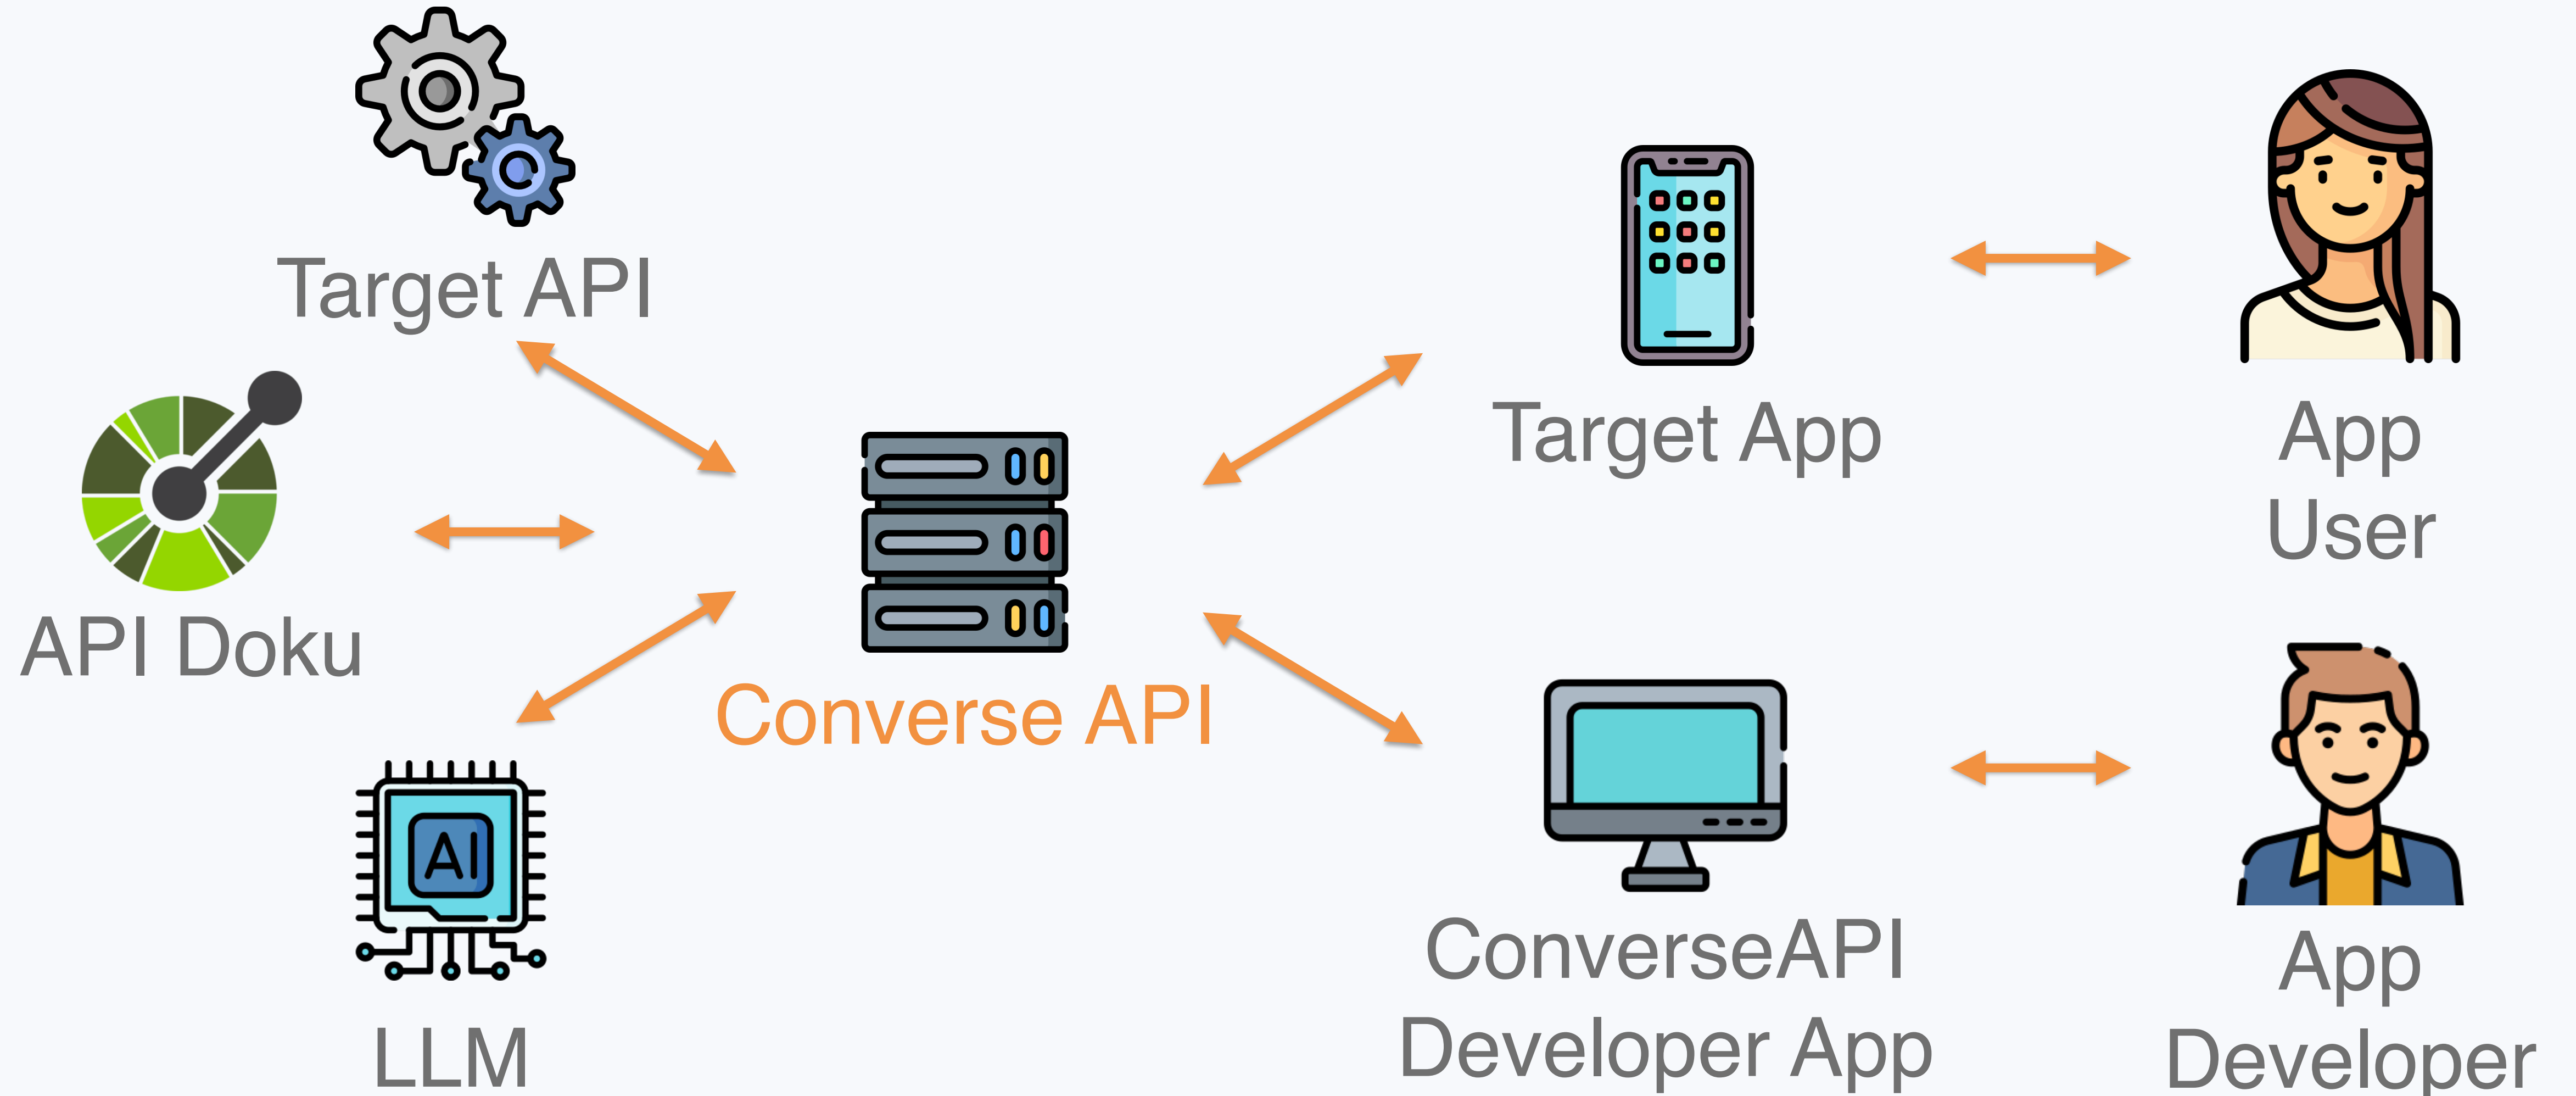 Target API
API Doku
AI
LLM
Converse API
Target App
App
User
ConverseAPI
Developer App
App
Developer